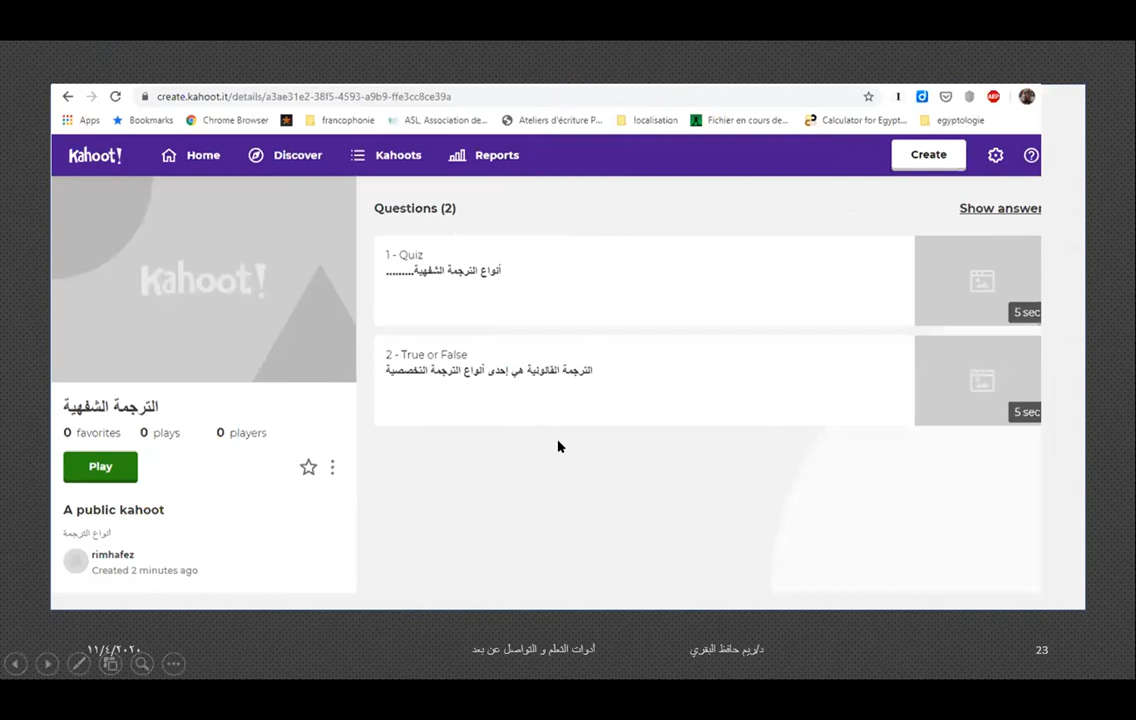 create.kahoot.it/details/a3ae31e2-38f5-4593-a9b9-ffe3cc8ce39a
ABP
Apps Bookmarks Chrome Browser francophonie ASL, Association de... Ateliers d'écriture P... localisation Fichier en cours de... Calculator for Egypt... egyptologie
Kahoot! Home Discover Kahoots Reports Create
Kahoot!
الترجمة الشفهية
0 favorites 0 plays 0 players
Play
A public kahoot
أنواع الترجمة
rimhafez
Created 2 minutes ago
Questions (2)
Show answer
1 - Quiz
أنواع الترجمة الشفهية.........
5 sec
2 - True or False
الترجمة القانونية هي إحدى أنواع الترجمة التخصصية
5 sec
١١/٤/٢٠٢٠
أدوات التعلم و التواصل عن بعد
د/ريم حافظ البقري
23